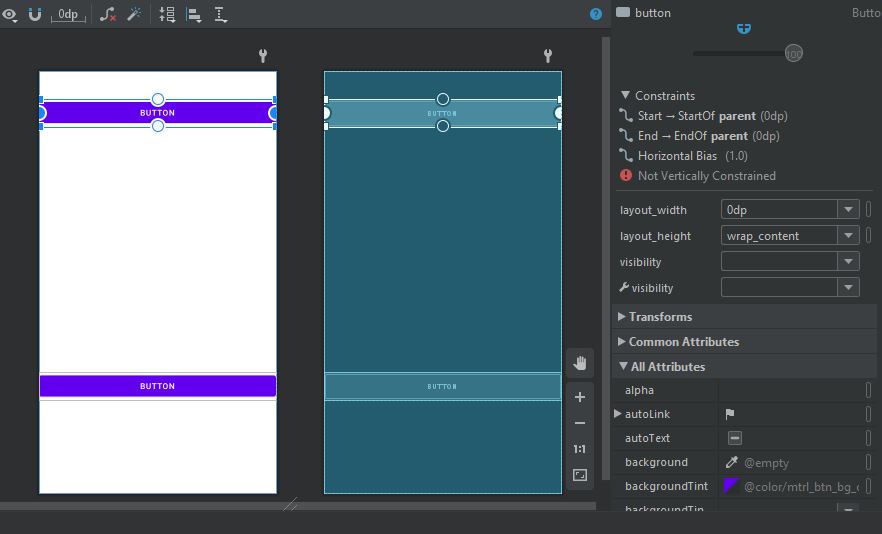 0dp
button
Button
100
Constraints
Start → StartOf parent (0dp)
End → EndOf parent (0dp)
Horizontal Bias (1.0)
Not Vertically Constrained
layout_width 0dp
layout_height wrap_content
visibility
visibility
Transforms
Common Attributes
All Attributes
alpha
autoLink
autoText
background @empty
backgroundTint @color/mtrl_btn_bg_c
backgroundTin
BUTTON
BUTTON
BUTTON
BUTTON
1:1